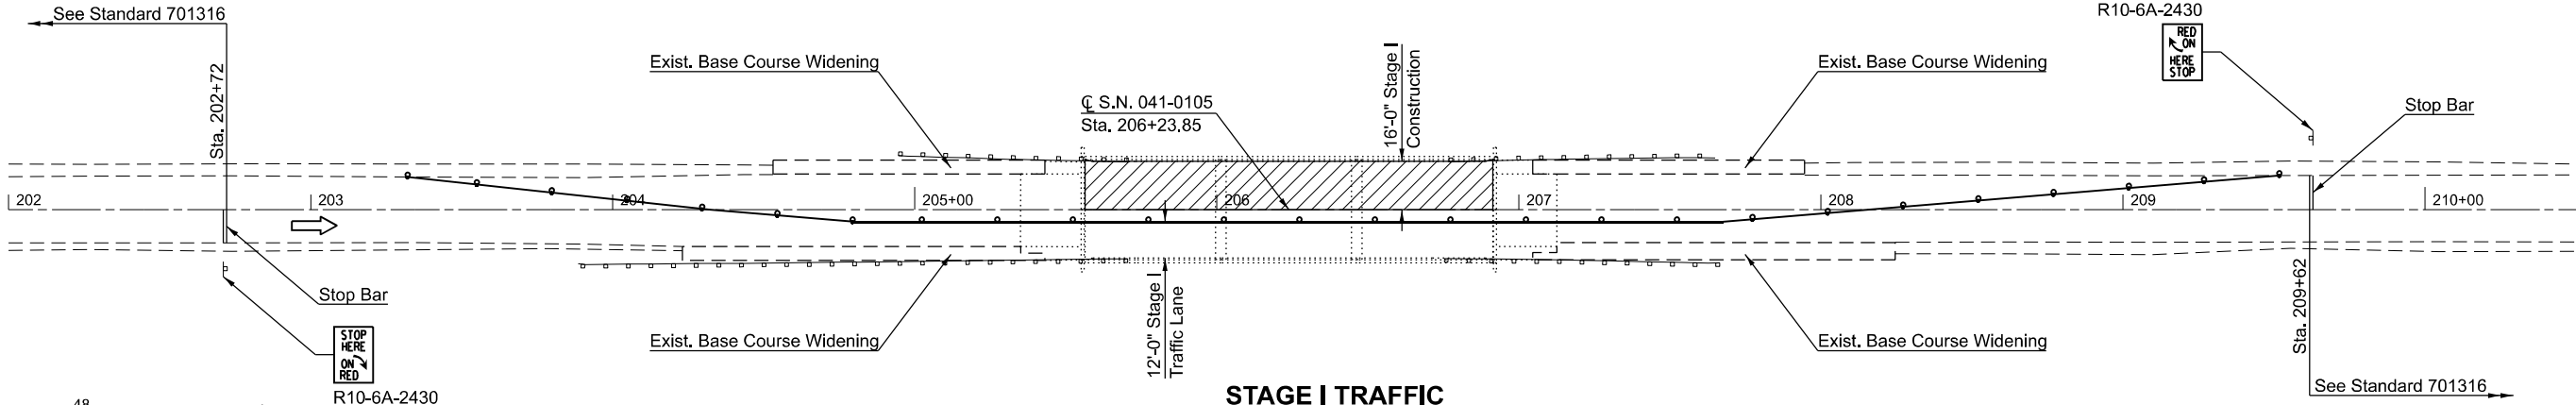 See Standard 701316
Sta. 202+72
Exist. Base Course Widening
℄ S.N. 041-0105
Sta. 206+23.85
16'-0" Stage I
Construction
Exist. Base Course Widening
R10-6A-2430
RED
ON
HERE
STOP
Stop Bar
202
203
204
205+00
206
207
208
209
210+00
Stop Bar
STOP
HERE
ON
RED
R10-6A-2430
Exist. Base Course Widening
12'-0" Stage I
Traffic Lane
Exist. Base Course Widening
Sta. 209+62
See Standard 701316
STAGE I TRAFFIC
48